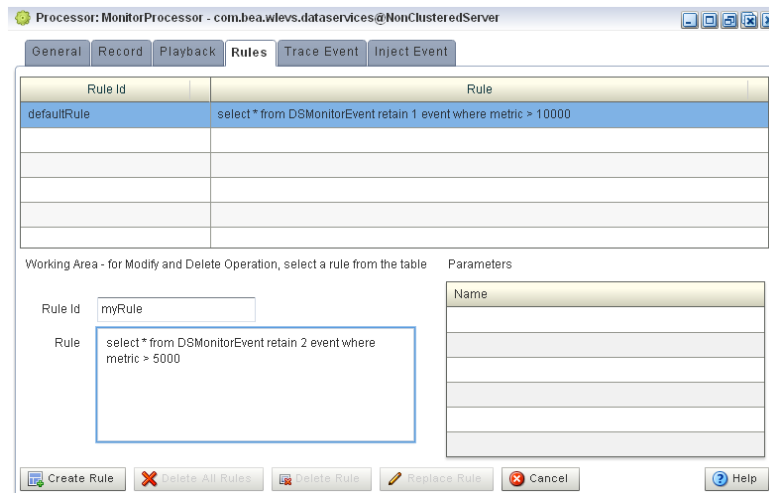 Processor: MonitorProcessor - com.bea.wlevs.dataservices@NonClusteredServer
General Record Playback Rules Trace Event Inject Event
Rule Id Rule
defaultRule select * from DSMonitorEvent retain 1 event where metric > 10000
Working Area - for Modify and Delete Operation, select a rule from the table Parameters
Name
Rule Id myRule
Rule select * from DSMonitorEvent retain 2 event where
metric > 5000
Create Rule Delete All Rules Delete Rule Replace Rule Cancel Help